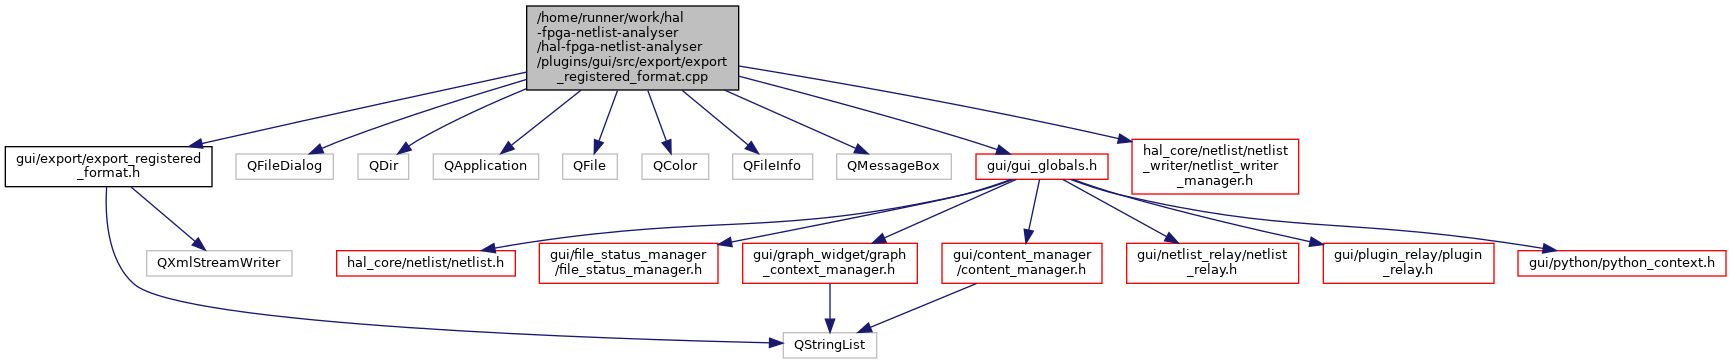 /home/runner/work/hal
-fpga-netlist-analyser
/hal-fpga-netlist-analyser
/plugins/gui/src/export/export
_registered_format.cpp
gui/export/export_registered
_format.h
QFileDialog
QDir
QApplication
QFile
QColor
QFileInfo
QMessageBox
gui/gui_globals.h
hal_core/netlist/netlist
_writer/netlist_writer
_manager.h
QXmlStreamWriter
hal_core/netlist/netlist.h
gui/file_status_manager
/file_status_manager.h
gui/graph_widget/graph
_context_manager.h
gui/content_manager
/content_manager.h
gui/netlist_relay/netlist
_relay.h
gui/plugin_relay/plugin
_relay.h
gui/python/python_context.h
QStringList